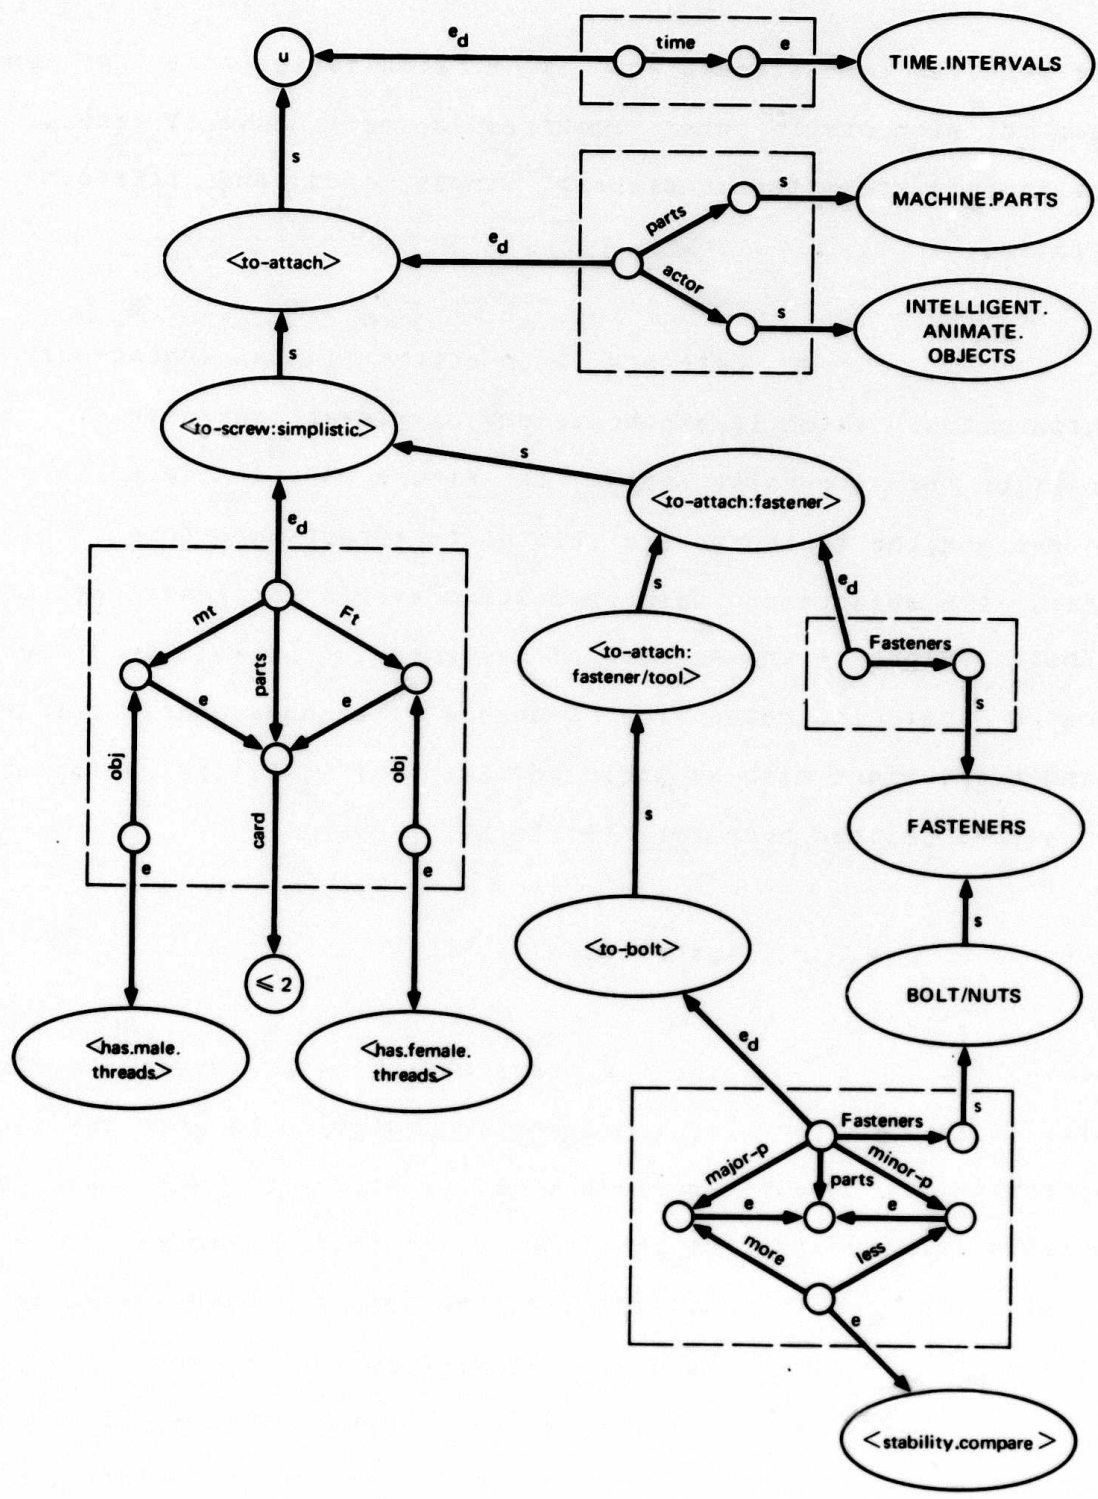 e_d
time
e
u
TIME.INTERVALS
s
s
parts
MACHINE.PARTS
e_d
<to-attach>
actor
s
INTELLIGENT.
ANIMATE.
OBJECTS
s
<to-screw:simplistic>
s
<to-attach:fastener>
e_d
s
e_d
mt
Ft
<to-attach:
fastener/tool>
Fasteners
parts
e
e
s
obj
obj
card
s
FASTENERS
e
e
s
<to-bolt>
≤ 2
BOLT/NUTS
<has.male.
threads>
<has.female.
threads>
e_d
s
Fasteners
major-p
minor-p
parts
e
e
more
less
e
<stability.compare>